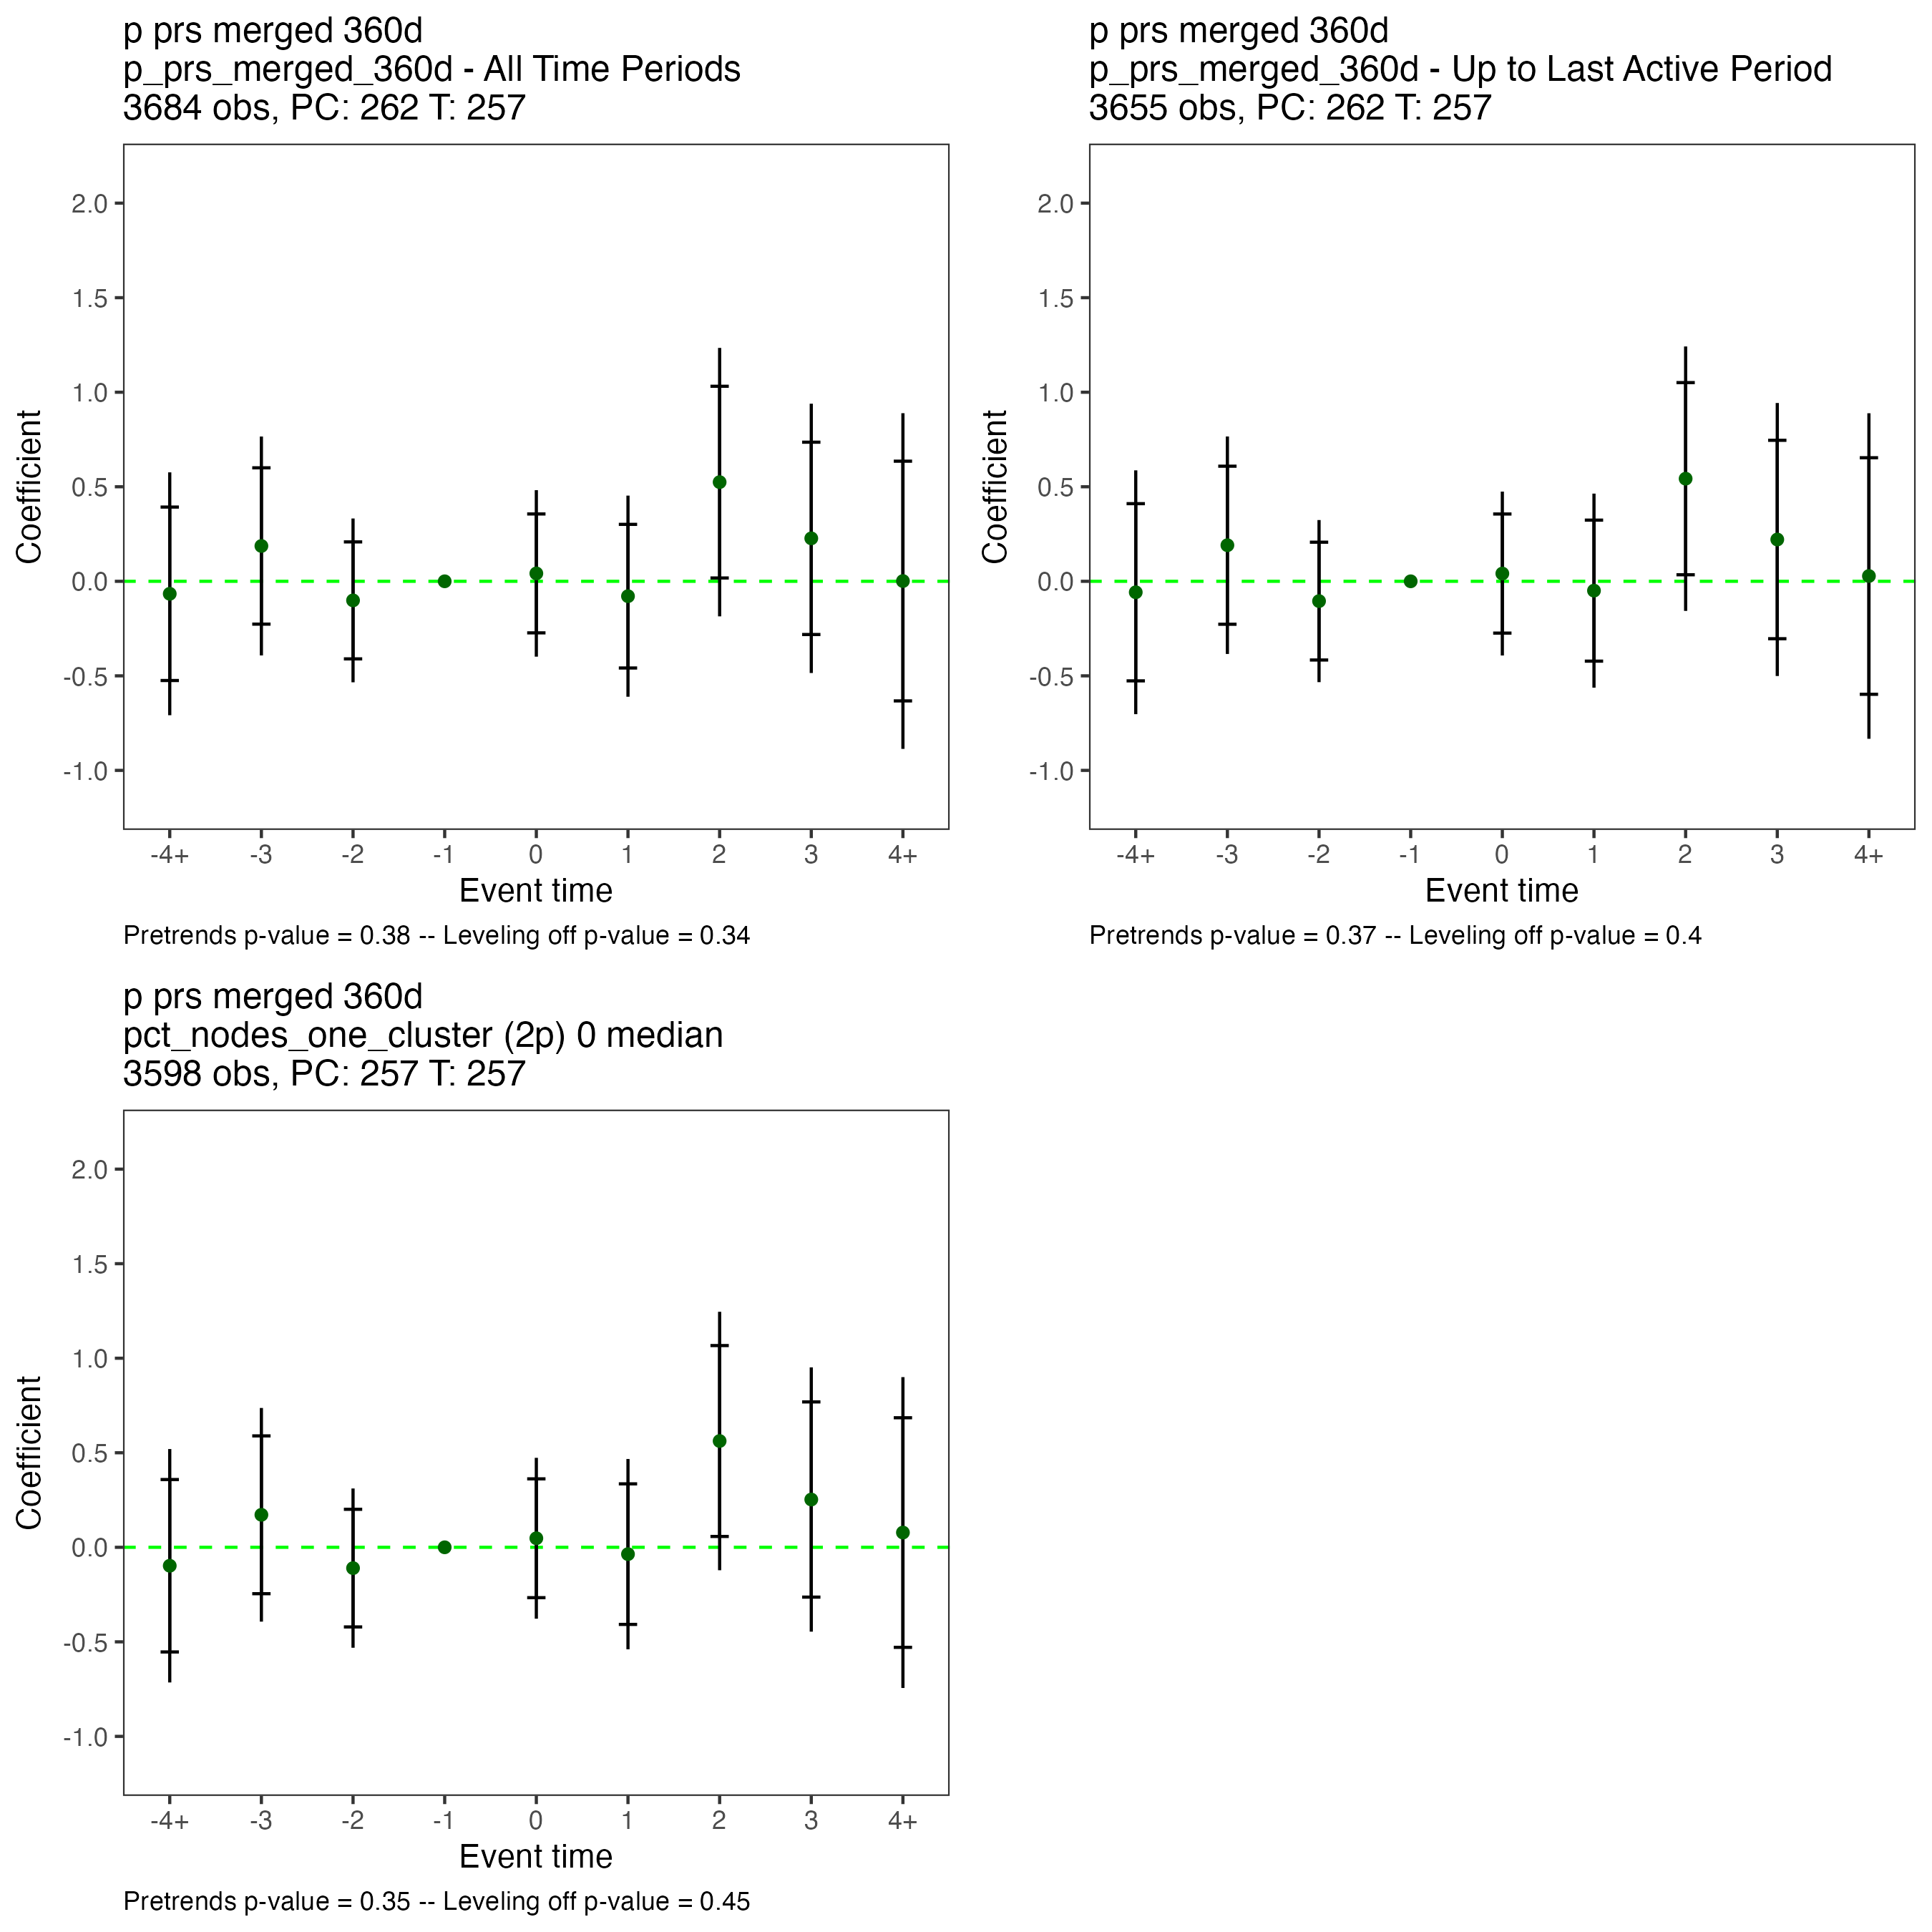 p prs merged 360d
p_prs_merged_360d - All Time Periods
3684 obs, PC: 262 T: 257
Coefficient
2.0
1.5
1.0
0.5
0.0
-0.5
-1.0
-4+ -3 -2 -1 0 1 2 3 4+
Event time
Pretrends p-value = 0.38 -- Leveling off p-value = 0.34
p prs merged 360d
p_prs_merged_360d - Up to Last Active Period
3655 obs, PC: 262 T: 257
Coefficient
2.0
1.5
1.0
0.5
0.0
-0.5
-1.0
-4+ -3 -2 -1 0 1 2 3 4+
Event time
Pretrends p-value = 0.37 -- Leveling off p-value = 0.4
p prs merged 360d
pct_nodes_one_cluster (2p) 0 median
3598 obs, PC: 257 T: 257
Coefficient
2.0
1.5
1.0
0.5
0.0
-0.5
-1.0
-4+ -3 -2 -1 0 1 2 3 4+
Event time
Pretrends p-value = 0.35 -- Leveling off p-value = 0.45